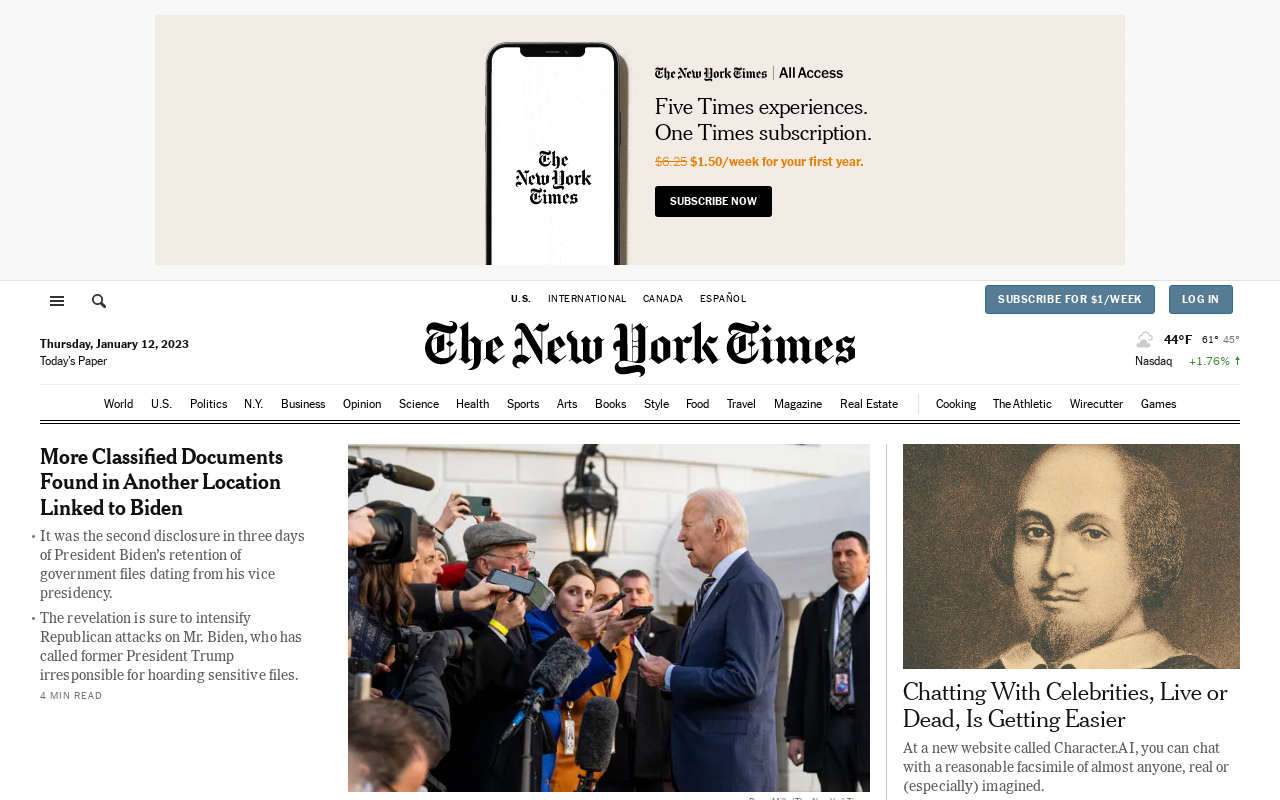 The New York Times | All Access
Five Times experiences.
One Times subscription.
$6.25 $1.50/week for your first year.
SUBSCRIBE NOW
The
New York
Times
U.S. INTERNATIONAL CANADA ESPAÑOL
SUBSCRIBE FOR $1/WEEK LOG IN
The New York Times
Thursday, January 12, 2023
Today's Paper
44°F 61° 45°
Nasdaq +1.76% ↑
World U.S. Politics N.Y. Business Opinion Science Health Sports Arts Books Style Food Travel Magazine Real Estate Cooking The Athletic Wirecutter Games
More Classified Documents
Found in Another Location
Linked to Biden
• It was the second disclosure in three days
of President Biden’s retention of
government files dating from his vice
presidency.
• The revelation is sure to intensify
Republican attacks on Mr. Biden, who has
called former President Trump
irresponsible for hoarding sensitive files.
4 MIN READ
Chatting With Celebrities, Live or
Dead, Is Getting Easier
At a new website called Character.AI, you can chat
with a reasonable facsimile of almost anyone, real or
(especially) imagined.